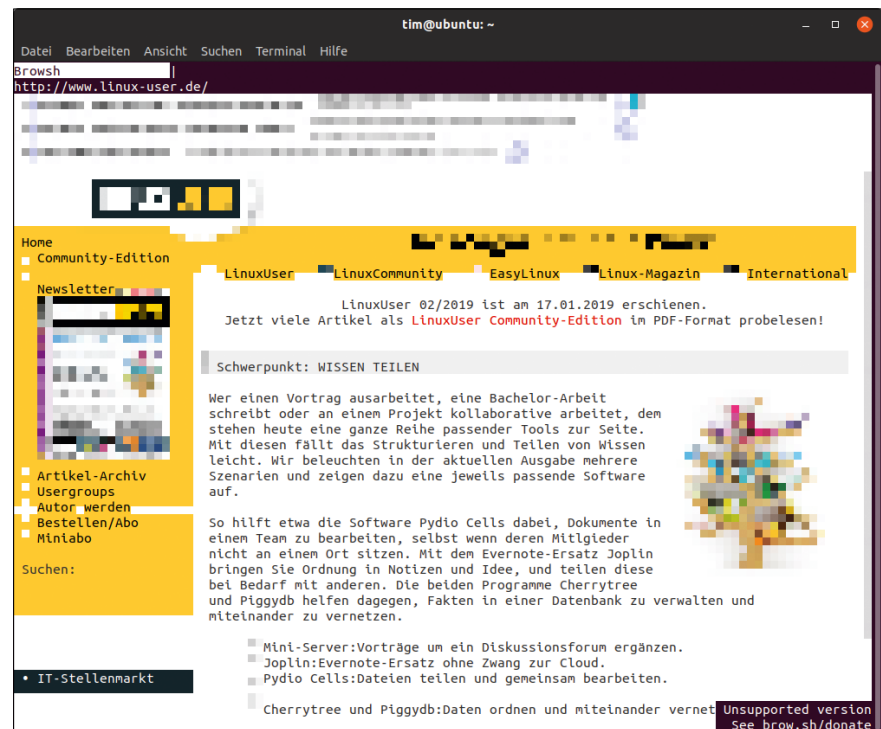 tim@ubuntu: ~
Datei Bearbeiten Ansicht Suchen Terminal Hilfe
Browsh |
http://www.linux-user.de/
Home
Community-Edition
Newsletter
LinuxUser LinuxCommunity EasyLinux Linux-Magazin International
LinuxUser 02/2019 ist am 17.01.2019 erschienen.
Jetzt viele Artikel als LinuxUser Community-Edition im PDF-Format probelesen!
Schwerpunkt: WISSEN TEILEN
Wer einen Vortrag ausarbeitet, eine Bachelor-Arbeit
schreibt oder an einem Projekt kollaborative arbeitet, dem
stehen heute eine ganze Reihe passender Tools zur Seite.
Mit diesen fällt das Strukturieren und Teilen von Wissen
leicht. Wir beleuchten in der aktuellen Ausgabe mehrere
Szenarien und zeigen dazu eine jeweils passende Software
auf.
So hilft etwa die Software Pydio Cells dabei, Dokumente in
einem Team zu bearbeiten, selbst wenn deren Mitlgieder
nicht an einem Ort sitzen. Mit dem Evernote-Ersatz Joplin
bringen Sie Ordnung in Notizen und Idee, und teilen diese
bei Bedarf mit anderen. Die beiden Programme Cherrytree
und Piggydb helfen dagegen, Fakten in einer Datenbank zu verwalten und
miteinander zu vernetzen.
Mini-Server:Vorträge um ein Diskussionsforum ergänzen.
Joplin:Evernote-Ersatz ohne Zwang zur Cloud.
Pydio Cells:Dateien teilen und gemeinsam bearbeiten.
Cherrytree und Piggydb:Daten ordnen und miteinander vernet
Artikel-Archiv
Usergroups
Autor werden
Bestellen/Abo
Miniabo
Suchen:
• IT-Stellenmarkt
Unsupported version
See brow.sh/donate